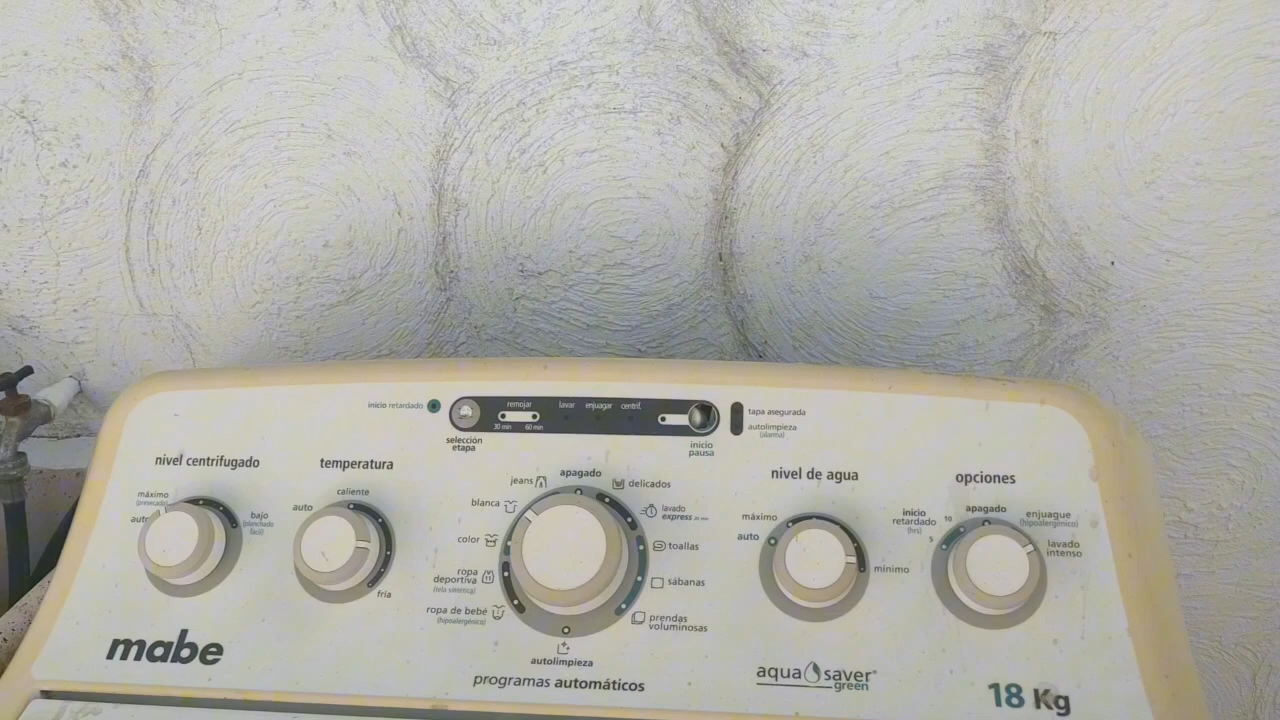 inicio retardado
remojar
lavar
enjuagar
centrif.
30 min
60 min
selección
etapa
inicio
pausa
tapa asegurada
autolimpieza
(alarma)
nivel centrifugado
máximo
(presecado)
auto
bajo
(planchado
fácil)
temperatura
caliente
auto
fría
apagado
jeans
blanca
color
ropa
deportiva
(tela sintética)
ropa de bebé
(hipoalergénico)
delicados
lavado
express 20 min
toallas
sábanas
prendas
voluminosas
autolimpieza
programas automáticos
nivel de agua
máximo
auto
mínimo
opciones
inicio
retardado
(hrs)
10
5
apagado
enjuague
(hipoalergénico)
lavado
intenso
mabe
aqua saver
green
18 Kg